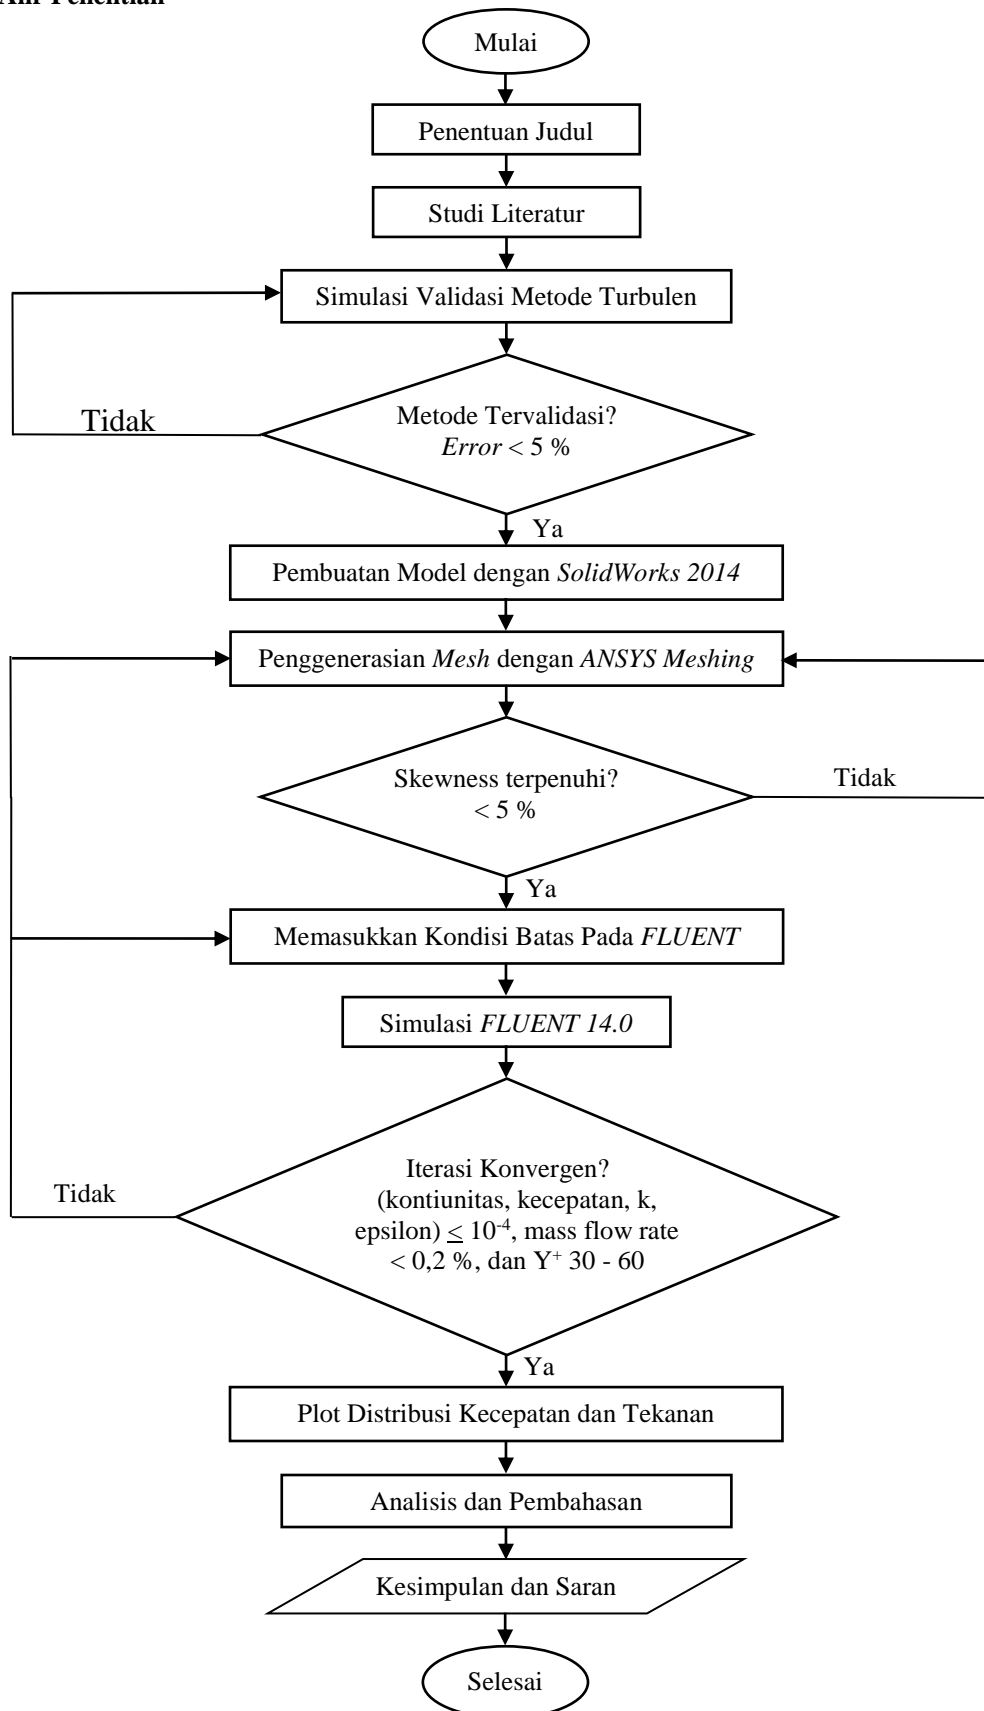 Mulai
Penentuan Judul
Studi Literatur
Simulasi Validasi Metode Turbulen
Metode Tervalidasi?
Error < 5 %
Tidak
Ya
Pembuatan Model dengan SolidWorks 2014
Penggenerasian Mesh dengan ANSYS Meshing
Skewness terpenuhi?
< 5 %
Tidak
Ya
Memasukkan Kondisi Batas Pada FLUENT
Simulasi FLUENT 14.0
Iterasi Konvergen?
(kontiunitas, kecepatan, k,
epsilon) ≤ 10⁻⁴, mass flow rate
< 0,2 %, dan Y⁺ 30 - 60
Tidak
Ya
Plot Distribusi Kecepatan dan Tekanan
Analisis dan Pembahasan
Kesimpulan dan Saran
Selesai